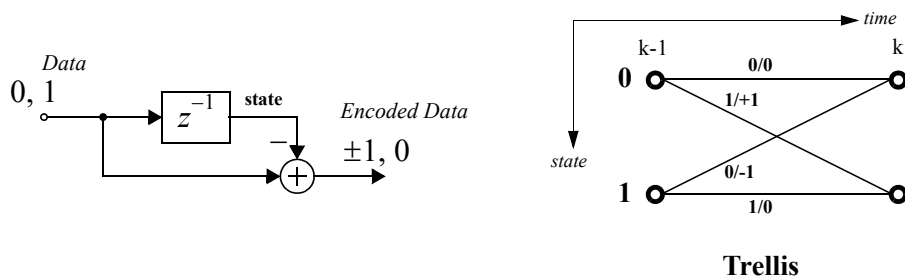 Data
0, 1
z⁻¹
state
−
+
Encoded Data
±1, 0
time
k-1
k
0
0/0
1/+1
state
0/-1
1
1/0
Trellis